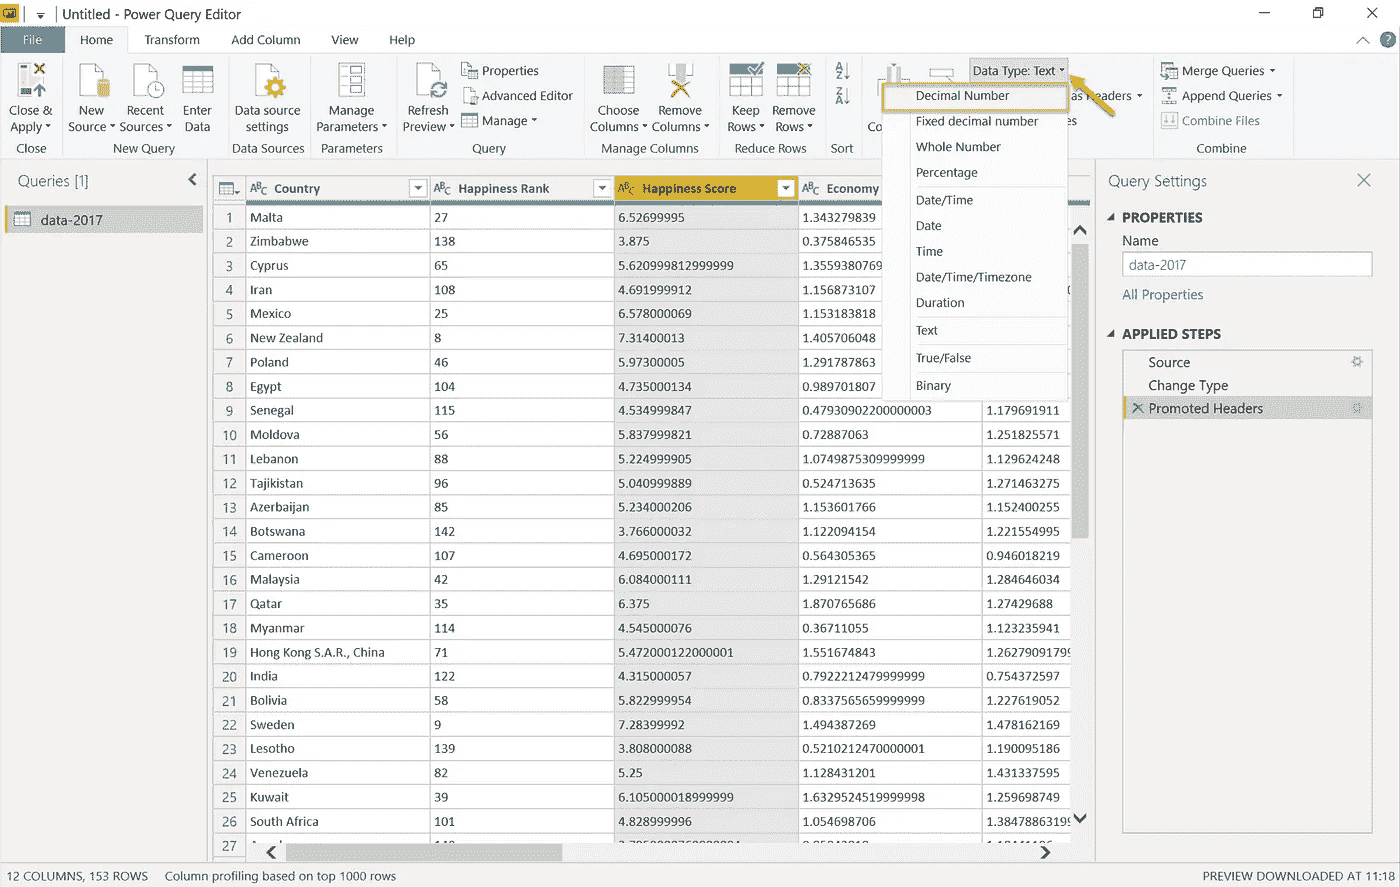 Untitled - Power Query Editor
File Home Transform Add Column View Help
Close & Apply
New Source
Recent Sources
Enter Data
Data source settings
Manage Parameters
Refresh Preview
Properties
Advanced Editor
Manage
Choose Columns
Remove Columns
Keep Rows
Remove Rows
Data Type: Text
as Headers
Merge Queries
Append Queries
Combine Files
Close
New Query
Data Sources
Parameters
Query
Manage Columns
Reduce Rows
Sort
Combine
Decimal Number
Fixed decimal number
Whole Number
Percentage
Date/Time
Date
Time
Date/Time/Timezone
Duration
Text
True/False
Binary
Queries [1]
data-2017
Country Happiness Rank Happiness Score Economy
1 Malta 27 6.52699995 1.343279839
2 Zimbabwe 138 3.875 0.375846535
3 Cyprus 65 5.620999812999999 1.3559380769
4 Iran 108 4.691999912 1.156873107
5 Mexico 25 6.578000069 1.153183818
6 New Zealand 8 7.31400013 1.405706048
7 Poland 46 5.97300005 1.291787863
8 Egypt 104 4.735000134 0.989701807
9 Senegal 115 4.534999847 0.47930902200000003 1.179691911
10 Moldova 56 5.837999821 0.72887063 1.251825571
11 Lebanon 88 5.224999905 1.0749875309999999 1.129624248
12 Tajikistan 96 5.040999889 0.524713635 1.271463275
13 Azerbaijan 85 5.234000206 1.153601766 1.152400255
14 Botswana 142 3.766000032 1.122094154 1.221554995
15 Cameroon 107 4.695000172 0.564305365 0.946018219
16 Malaysia 42 6.084000111 1.29121542 1.284646034
17 Qatar 35 6.375 1.870765686 1.27429688
18 Myanmar 114 4.545000076 0.36711055 1.123235941
19 Hong Kong S.A.R., China 71 5.472000122000001 1.551674843 1.2627909179
20 India 122 4.315000057 0.7922212479999999 0.754372597
21 Bolivia 58 5.822999954 0.8337565659999999 1.227619052
22 Sweden 9 7.28399992 1.494387269 1.478162169
23 Lesotho 139 3.808000088 0.5210212470000001 1.190095186
24 Venezuela 82 5.25 1.128431201 1.431337595
25 Kuwait 39 6.105000018999999 1.6329524519999998 1.259698749
26 South Africa 101 4.828999996 1.054698706 1.3847886319
27
Query Settings
PROPERTIES
Name
data-2017
All Properties
APPLIED STEPS
Source
Change Type
Promoted Headers
12 COLUMNS, 153 ROWS Column profiling based on top 1000 rows PREVIEW DOWNLOADED AT 11:18